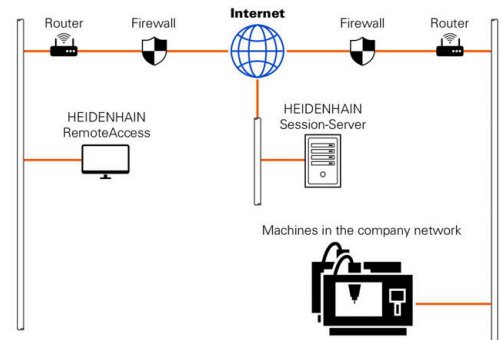 Internet
Router
Firewall
Firewall
Router
HEIDENHAIN
RemoteAccess
HEIDENHAIN
Session-Server
Machines in the company network